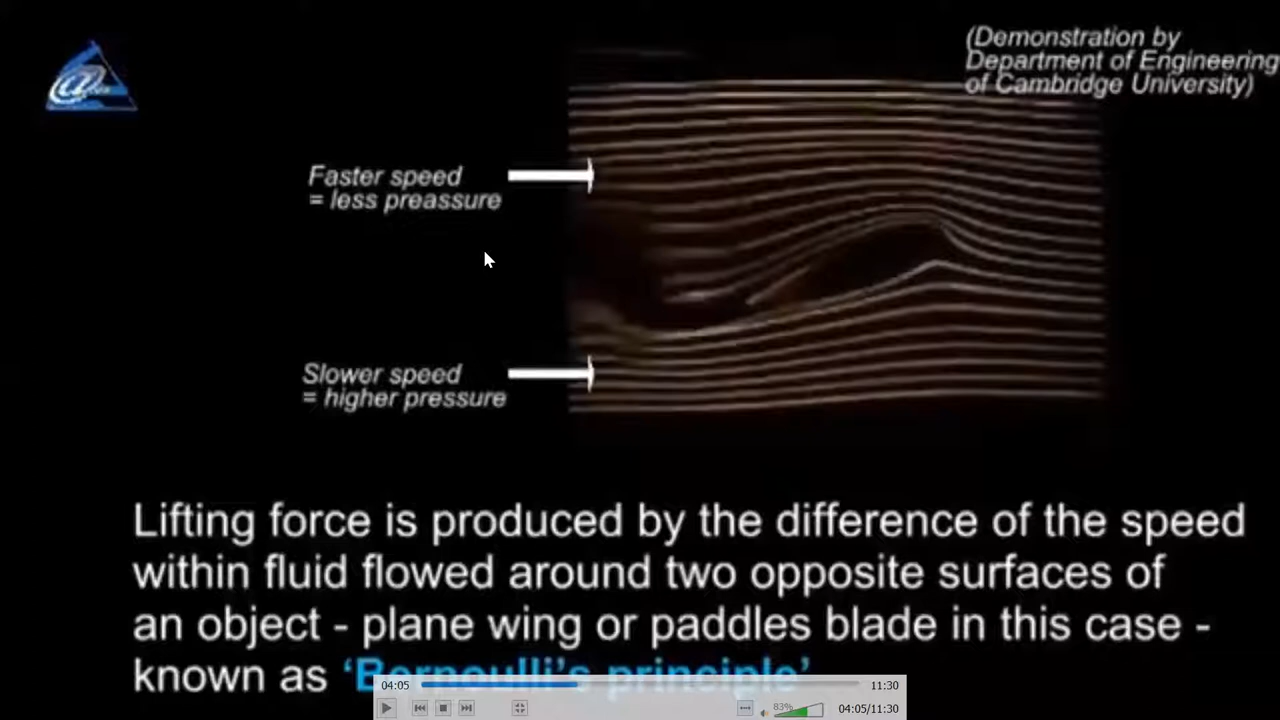 (Demonstration by
Department of Engineering
of Cambridge University)
Faster speed
= less preassure
Slower speed
= higher pressure
Lifting force is produced by the difference of the speed
within fluid flowed around two opposite surfaces of
an object - plane wing or paddles blade in this case -
known as ‘Bernoulli’s principle’
04:05
11:30
83%
04:05/11:30